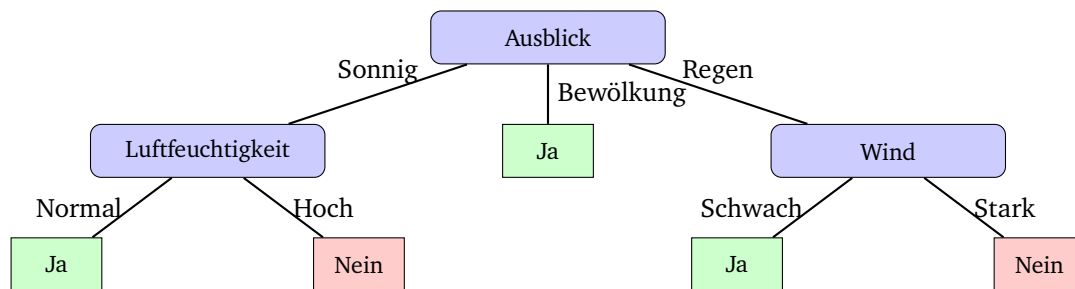 Ausblick
Sonnig
Regen
Bewölkung
Luftfeuchtigkeit
Ja
Wind
Normal
Hoch
Schwach
Stark
Ja
Nein
Ja
Nein